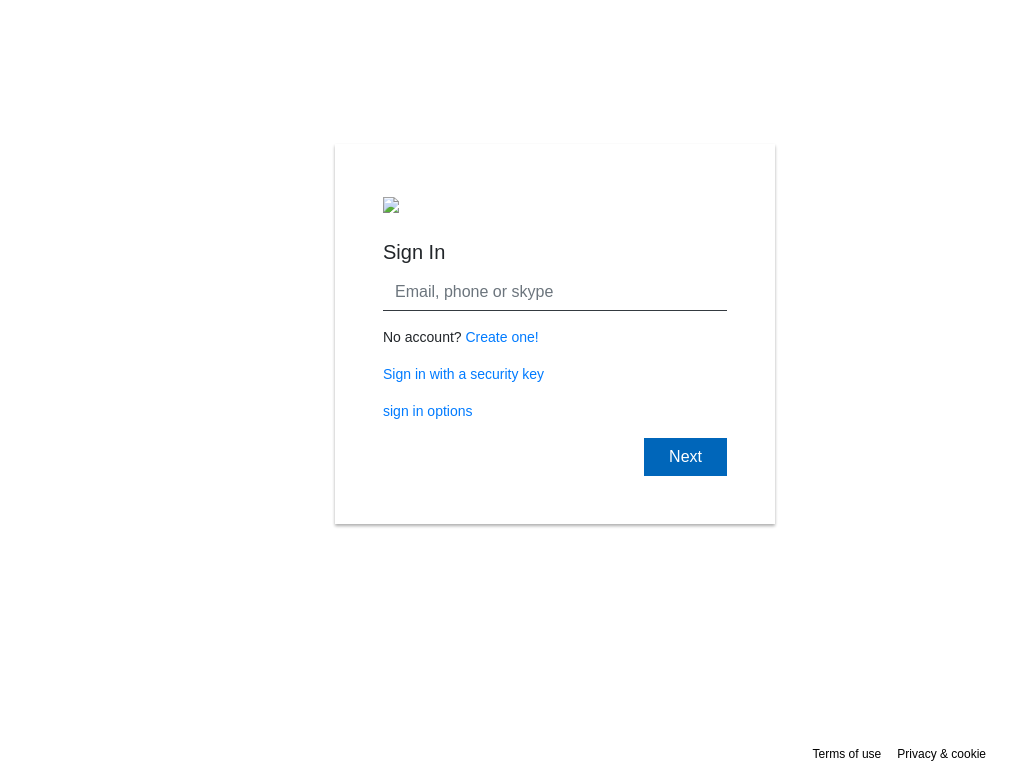 Sign In
Email, phone or skype
No account? Create one!
Sign in with a security key
sign in options
Next
Terms of use Privacy & cookie